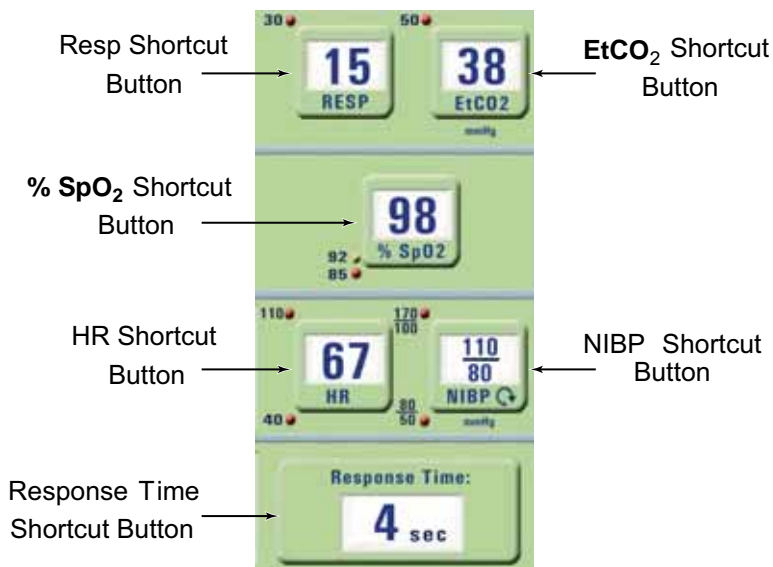 30
50
Resp Shortcut
Button
15
RESP
38
EtCO2
mmHg
EtCO₂ Shortcut
Button
% SpO₂ Shortcut
Button
98
% SpO2
92
85
HR Shortcut
Button
110
67
HR
40
170
100
110
80
NIBP
80
50
mmHg
NIBP Shortcut
Button
Response Time
Shortcut Button
Response Time:
4 sec